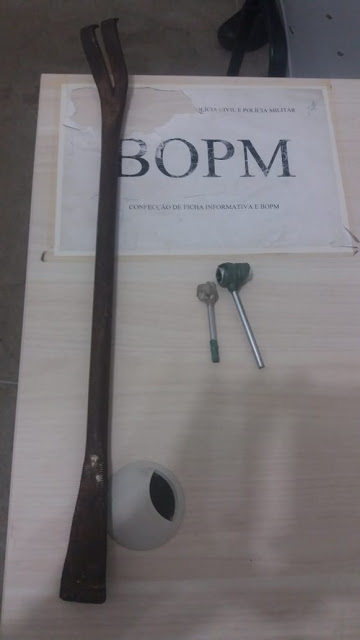 POLÍCIA CIVIL E POLÍCIA MILITAR
BOPM
CONFECÇÃO DE FICHA INFORMATIVA E BOPM